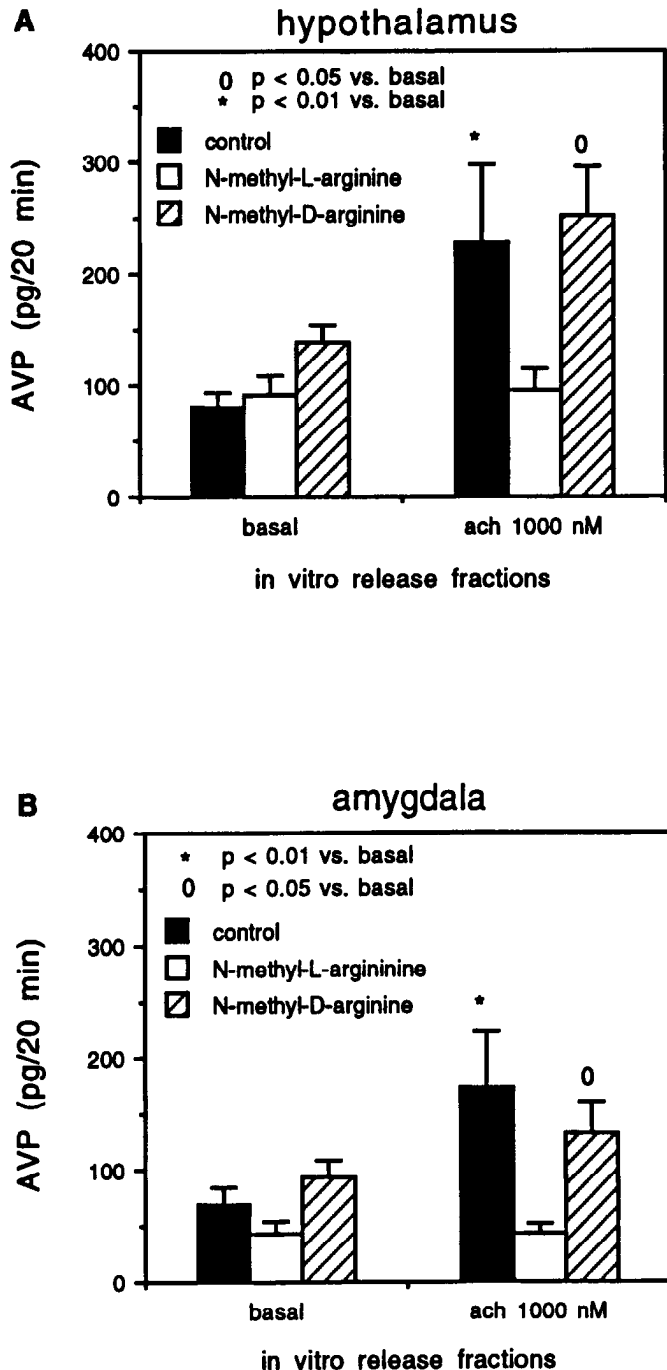 A
hypothalamus
400
300
200
100
0
AVP (pg/20 min)
0 p < 0.05 vs. basal
* p < 0.01 vs. basal
control
N-methyl-L-arginine
N-methyl-D-arginine
*
0
basal
ach 1000 nM
in vitro release fractions
B
amygdala
400
300
200
100
0
AVP (pg/20 min)
* p < 0.01 vs. basal
0 p < 0.05 vs. basal
control
N-methyl-L-argininine
N-methyl-D-arginine
*
0
basal
ach 1000 nM
in vitro release fractions